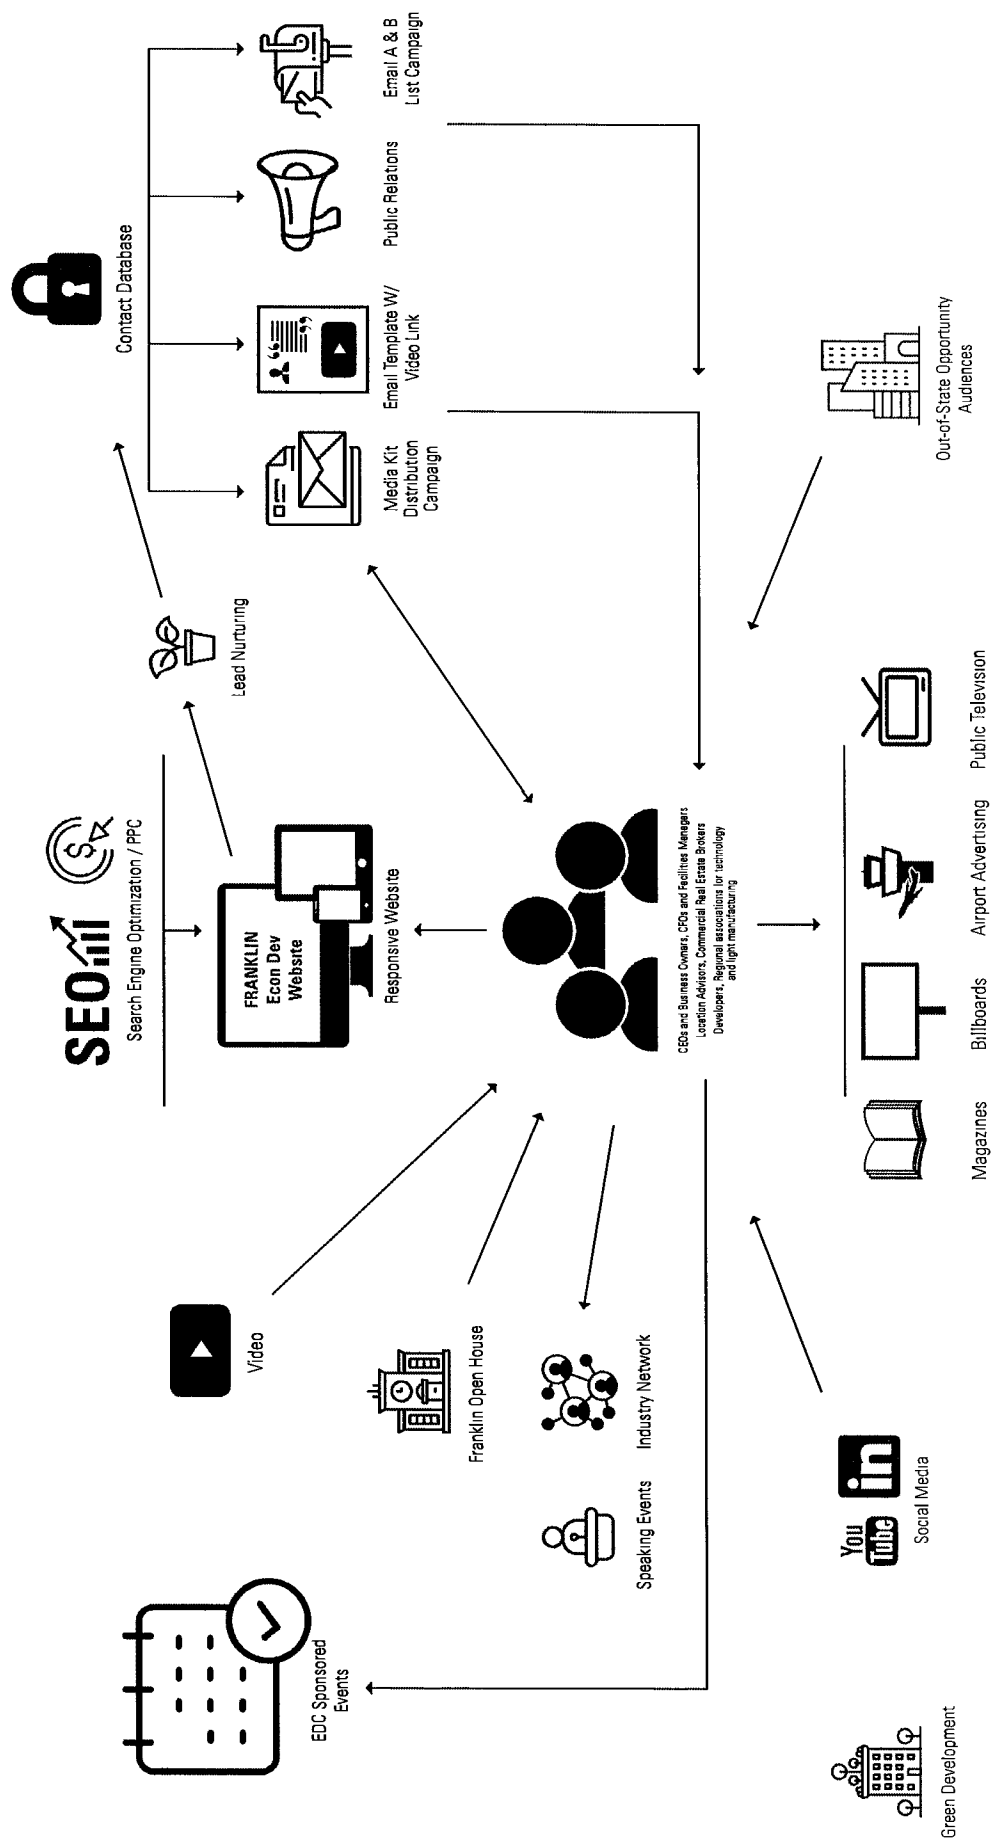 SEO
Search Engine Optimization / PPC
Contact Database
EDC Sponsored
Events
Video
FRANKLIN
Econ Dev
Website
Responsive Website
Lead Nurturing
Media Kit
Distribution
Campaign
Email Template W/
Video Link
Public Relations
Email A & B
List Campaign
Franklin Open House
Speaking Events
Industry Network
CEOs and Business Owners, CFOs and Facilities Managers
Location Advisors, Commercial Real Estate Brokers
Developers, Regional associations for technology
and light manufacturing
Green Development
You
Tube
in
Social Media
Magazines
Billboards
Airport Advertising
Public Television
Out-of-State Opportunity
Audiences